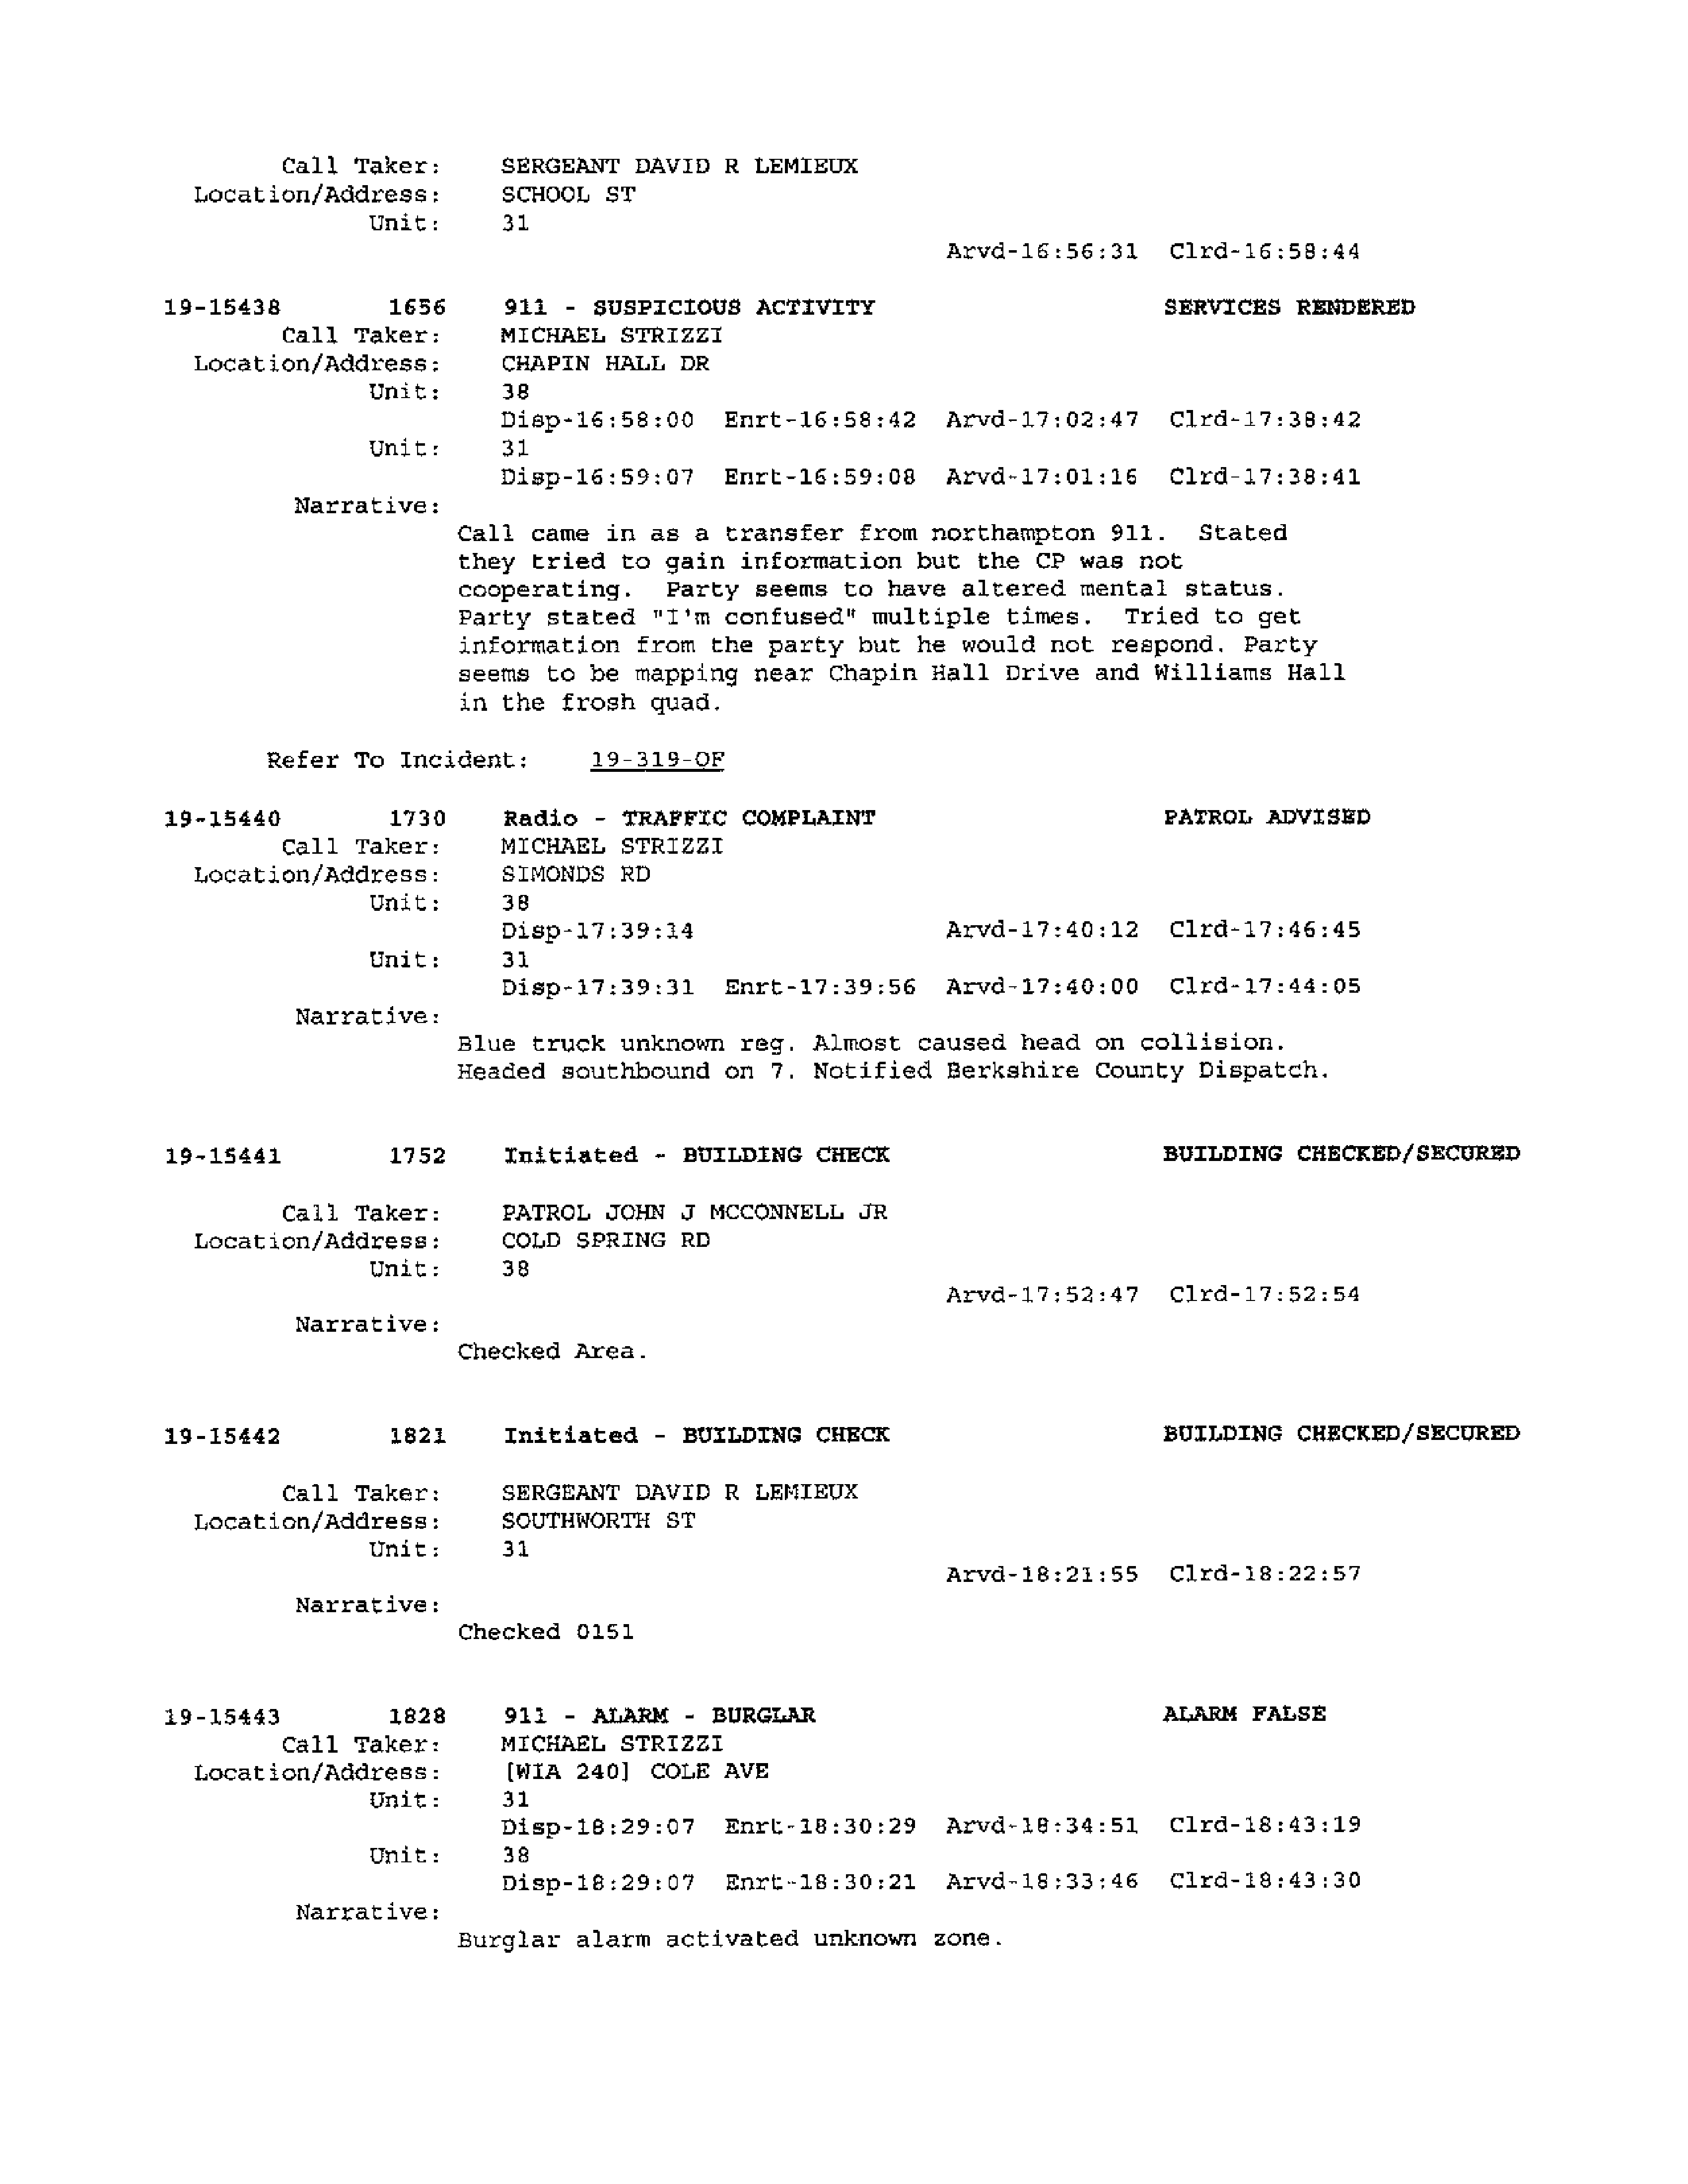 Call Taker: SERGEANT DAVID R LEMIEUX
Location/Address: SCHOOL ST
Unit: 31
Arvd-16:56:31 Clrd-16:58:44
19-15438 1656 911 - SUSPICIOUS ACTIVITY SERVICES RENDERED
Call Taker: MICHAEL STRIZZI
Location/Address: CHAPIN HALL DR
Unit: 38
Disp-16:58:00 Enrt-16:58:42 Arvd-17:02:47 Clrd-17:38:42
Unit: 31
Disp-16:59:07 Enrt-16:59:08 Arvd-17:01:16 Clrd-17:38:41
Narrative:
Call came in as a transfer from northampton 911. Stated
they tried to gain information but the CP was not
cooperating. Party seems to have altered mental status.
Party stated "I'm confused" multiple times. Tried to get
information from the party but he would not respond. Party
seems to be mapping near Chapin Hall Drive and Williams Hall
in the frosh quad.
Refer To Incident: 19-319-OF
19-15440 1730 Radio - TRAFFIC COMPLAINT PATROL ADVISED
Call Taker: MICHAEL STRIZZI
Location/Address: SIMONDS RD
Unit: 38
Disp-17:39:14 Arvd-17:40:12 Clrd-17:46:45
Unit: 31
Disp-17:39:31 Enrt-17:39:56 Arvd-17:40:00 Clrd-17:44:05
Narrative:
Blue truck unknown reg. Almost caused head on collision.
Headed southbound on 7. Notified Berkshire County Dispatch.
19-15441 1752 Initiated - BUILDING CHECK BUILDING CHECKED/SECURED
Call Taker: PATROL JOHN J MCCONNELL JR
Location/Address: COLD SPRING RD
Unit: 38
Arvd-17:52:47 Clrd-17:52:54
Narrative:
Checked Area.
19-15442 1821 Initiated - BUILDING CHECK BUILDING CHECKED/SECURED
Call Taker: SERGEANT DAVID R LEMIEUX
Location/Address: SOUTHWORTH ST
Unit: 31
Arvd-18:21:55 Clrd-18:22:57
Narrative:
Checked 0151
19-15443 1828 911 - ALARM - BURGLAR ALARM FALSE
Call Taker: MICHAEL STRIZZI
Location/Address: [WIA 240] COLE AVE
Unit: 31
Disp-18:29:07 Enrt-18:30:29 Arvd-18:34:51 Clrd-18:43:19
Unit: 38
Disp-18:29:07 Enrt-18:30:21 Arvd-18:33:46 Clrd-18:43:30
Narrative:
Burglar alarm activated unknown zone.